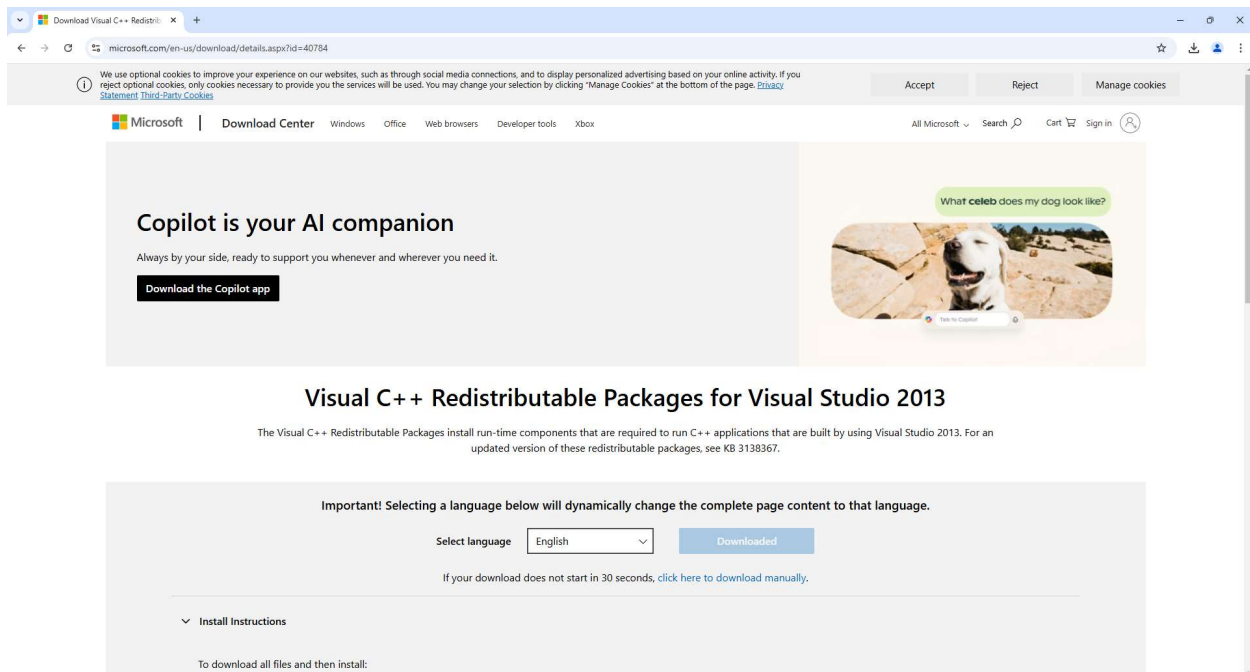 Download Visual C++ Redistrib
microsoft.com/en-us/download/details.aspx?id=40784
We use optional cookies to improve your experience on our websites, such as through social media connections, and to display personalized advertising based on your online activity. If you
reject optional cookies, only cookies necessary to provide you the services will be used. You may change your selection by clicking "Manage Cookies" at the bottom of the page. Privacy
Statement Third-Party Cookies
Accept Reject Manage cookies
Microsoft Download Center Windows Office Web browsers Developer tools Xbox All Microsoft Search Cart Sign in
What celeb does my dog look like?
Copilot is your AI companion
Always by your side, ready to support you whenever and wherever you need it.
Download the Copilot app
Talk to Copilot
Visual C++ Redistributable Packages for Visual Studio 2013
The Visual C++ Redistributable Packages install run-time components that are required to run C++ applications that are built by using Visual Studio 2013. For an
updated version of these redistributable packages, see KB 3138367.
Important! Selecting a language below will dynamically change the complete page content to that language.
Select language English Downloaded
If your download does not start in 30 seconds, click here to download manually.
Install Instructions
To download all files and then install: